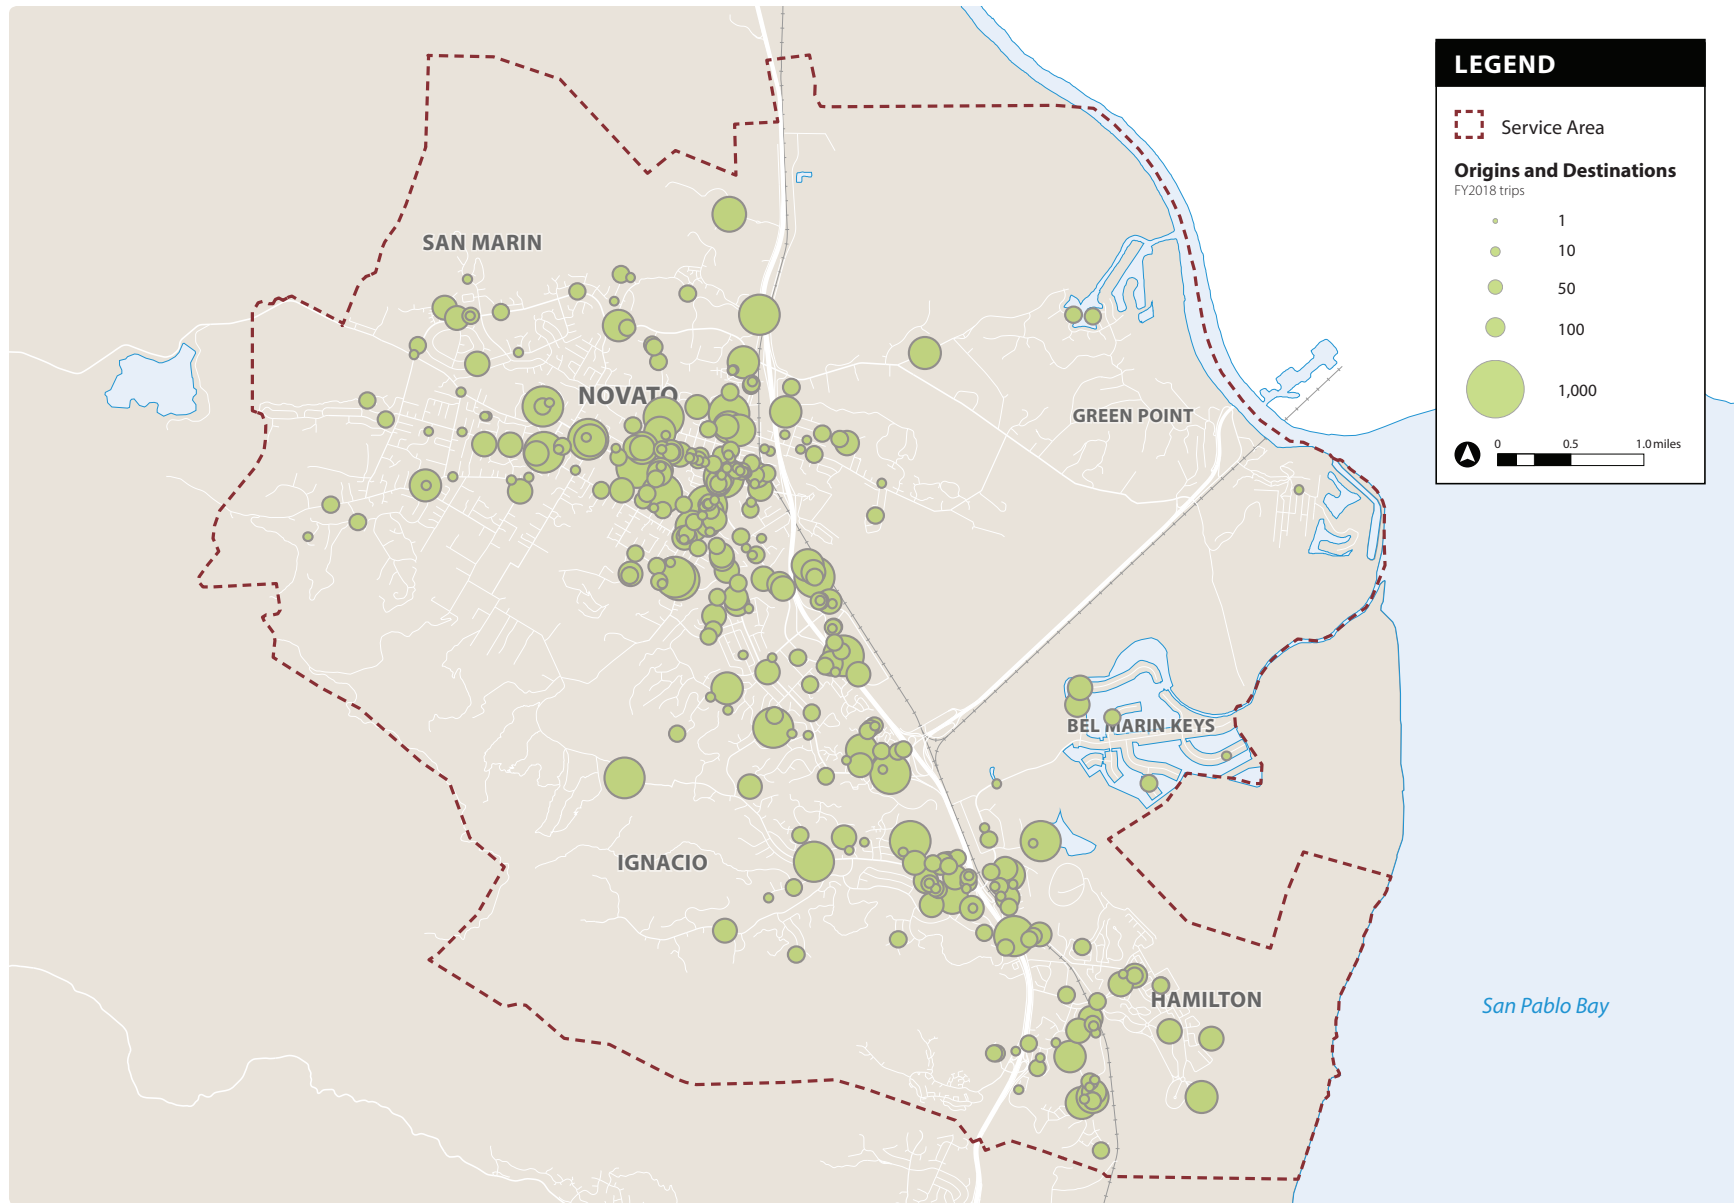 LEGEND
Service Area
Origins and Destinations
FY2018 trips
1
10
50
100
1,000
0 0.5 1.0 miles
SAN MARIN
NOVATO
GREEN POINT
BEL MARIN KEYS
IGNACIO
HAMILTON
San Pablo Bay